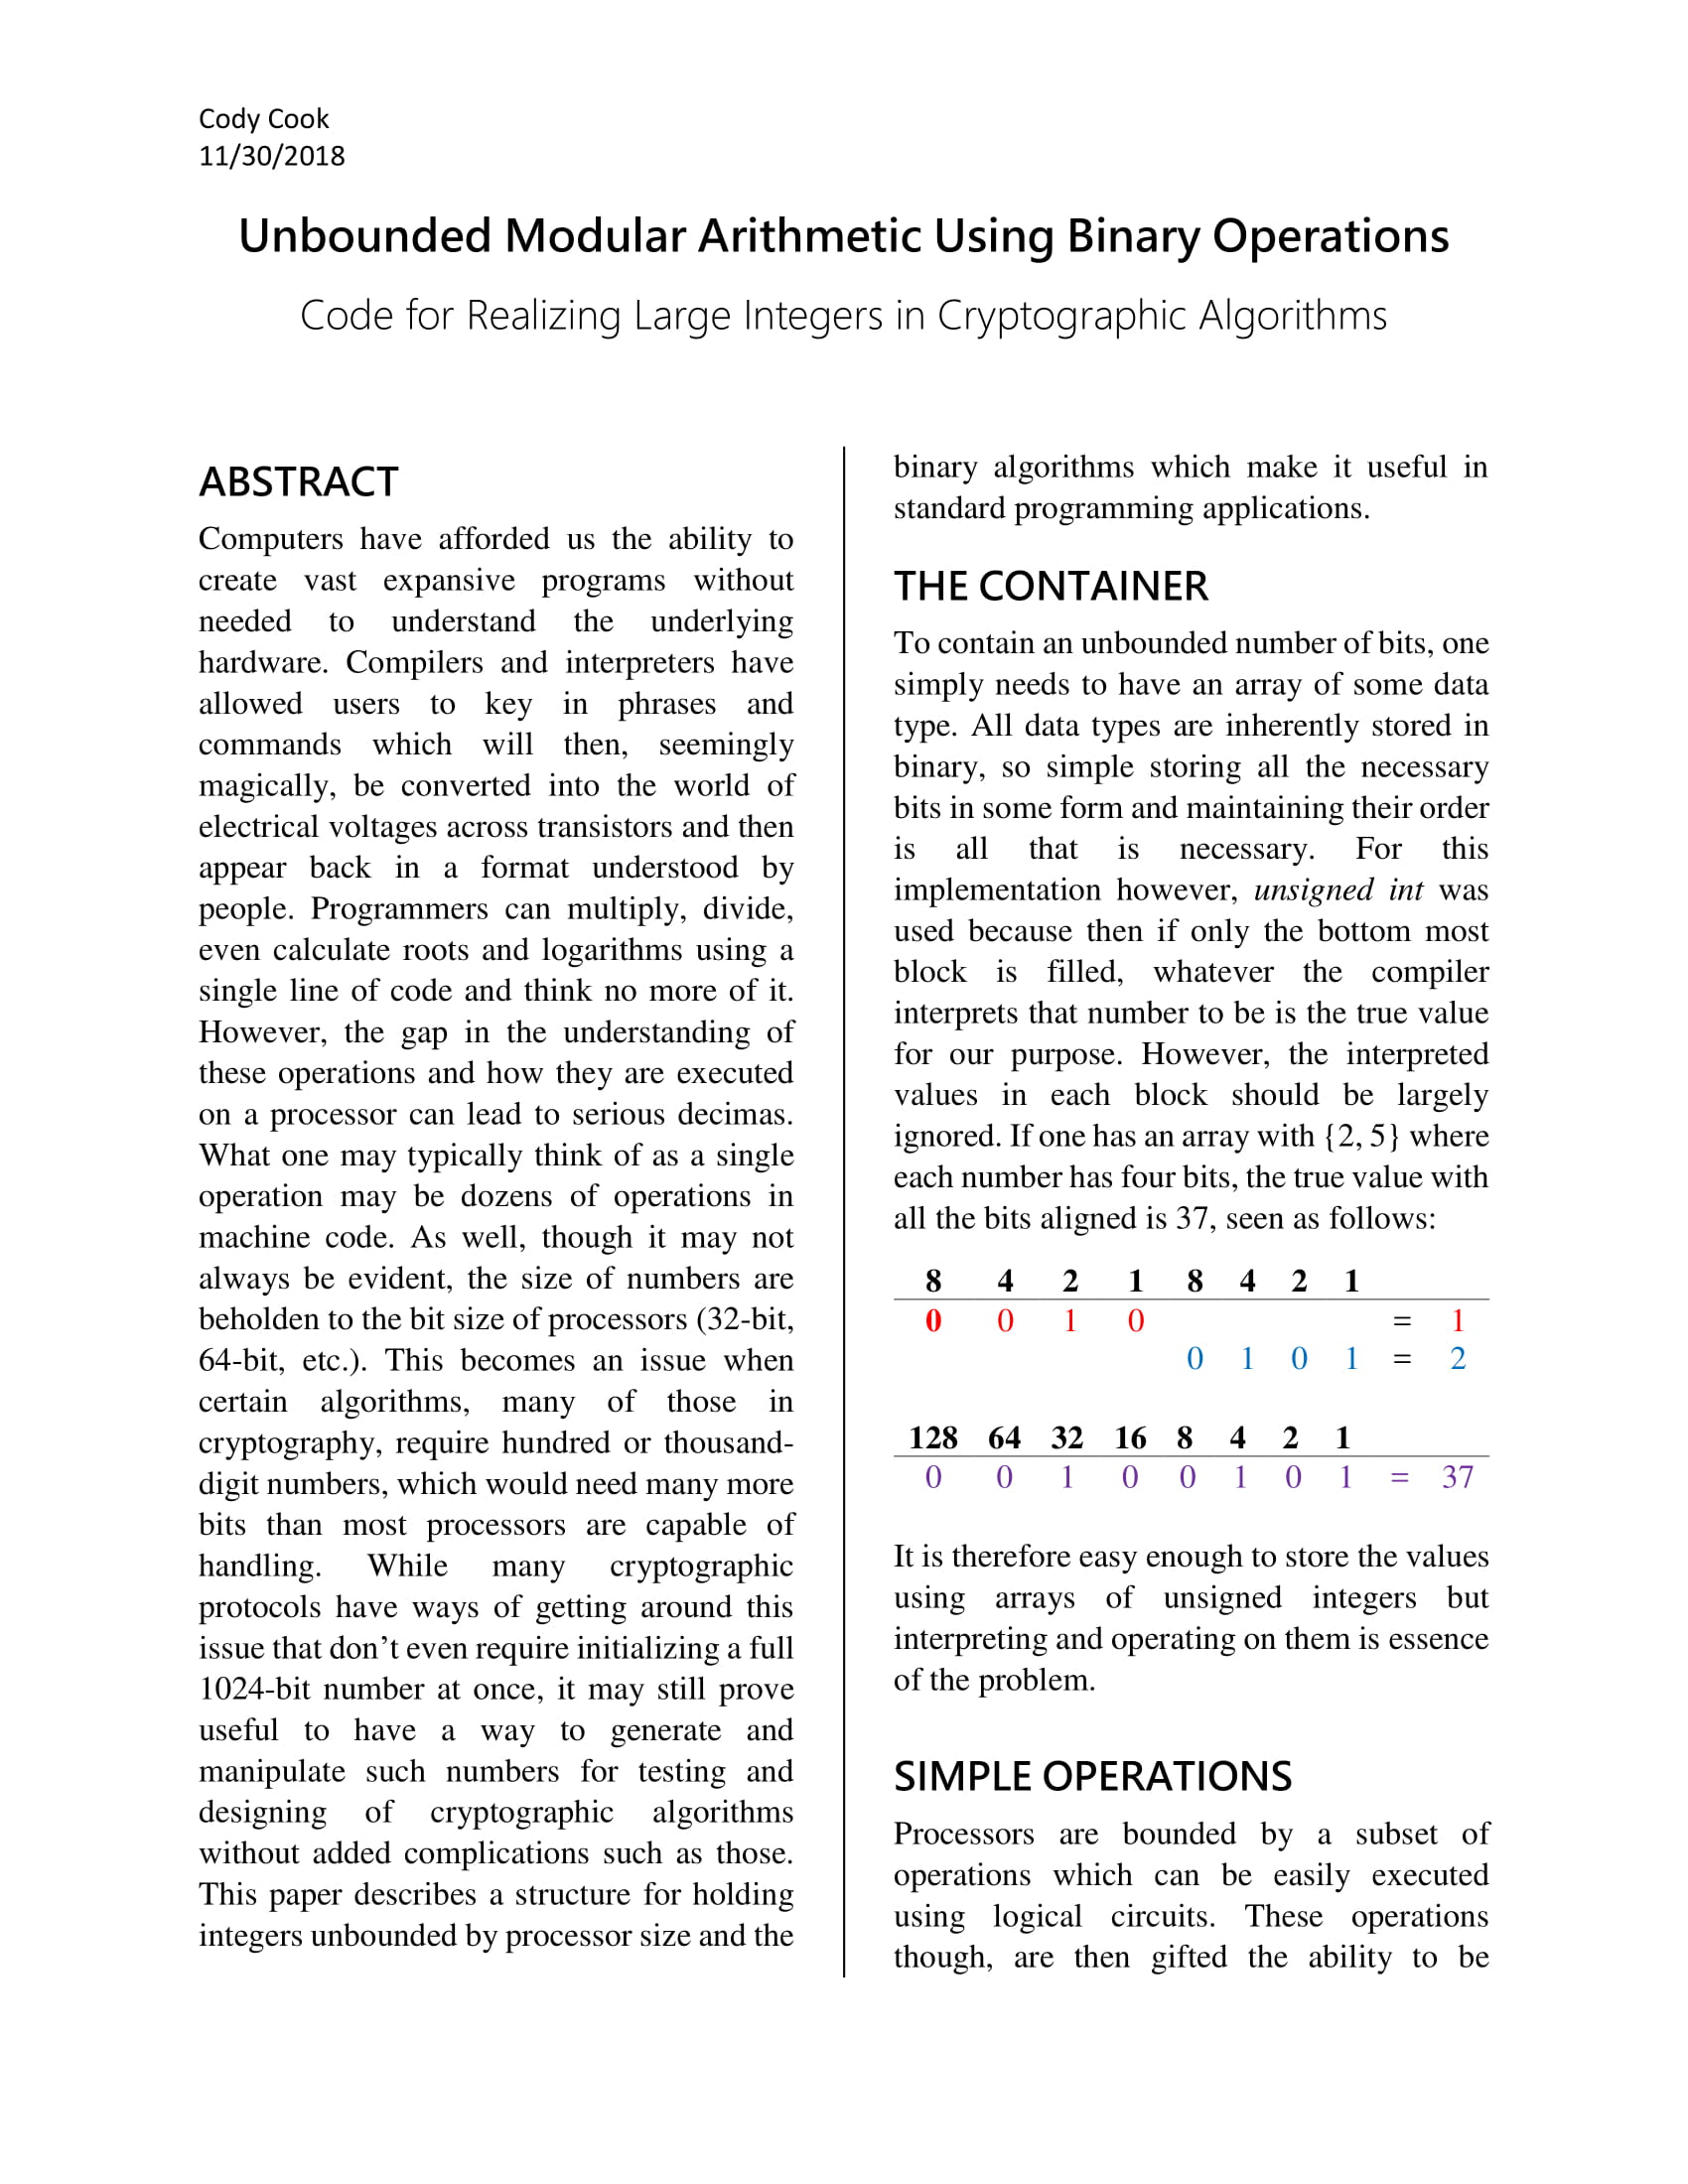 Cody Cook
11/30/2018
Unbounded Modular Arithmetic Using Binary Operations
Code for Realizing Large Integers in Cryptographic Algorithms
ABSTRACT
Computers have afforded us the ability to
create vast expansive programs without
needed to understand the underlying
hardware. Compilers and interpreters have
allowed users to key in phrases and
commands which will then, seemingly
magically, be converted into the world of
electrical voltages across transistors and then
appear back in a format understood by
people. Programmers can multiply, divide,
even calculate roots and logarithms using a
single line of code and think no more of it.
However, the gap in the understanding of
these operations and how they are executed
on a processor can lead to serious decimas.
What one may typically think of as a single
operation may be dozens of operations in
machine code. As well, though it may not
always be evident, the size of numbers are
beholden to the bit size of processors (32-bit,
64-bit, etc.). This becomes an issue when
certain algorithms, many of those in
cryptography, require hundred or thousand-
digit numbers, which would need many more
bits than most processors are capable of
handling. While many cryptographic
protocols have ways of getting around this
issue that don't even require initializing a full
1024-bit number at once, it may still prove
useful to have a way to generate and
manipulate such numbers for testing and
designing of cryptographic algorithms
without added complications such as those.
This paper describes a structure for holding
integers unbounded by processor size and the
binary algorithms which make it useful in
standard programming applications.
THE CONTAINER
To contain an unbounded number of bits, one
simply needs to have an array of some data
type. All data types are inherently stored in
binary, so simple storing all the necessary
bits in some form and maintaining their order
is all that is necessary. For this
implementation however, unsigned int was
used because then if only the bottom most
block is filled, whatever the compiler
interprets that number to be is the true value
for our purpose. However, the interpreted
values in each block should be largely
ignored. If one has an array with {2, 5} where
each number has four bits, the true value with
all the bits aligned is 37, seen as follows:
8 4 2 1 8 4 2 1
0 0 1 0 = 1
0 1 0 1 = 2
128 64 32 16 8 4 2 1
0 0 1 0 0 1 0 1 = 37
It is therefore easy enough to store the values
using arrays of unsigned integers but
interpreting and operating on them is essence
of the problem.
SIMPLE OPERATIONS
Processors are bounded by a subset of
operations which can be easily executed
using logical circuits. These operations
though, are then gifted the ability to be